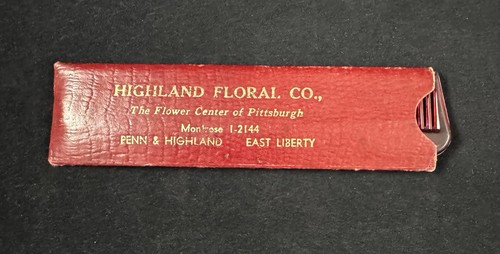 HIGHLAND FLORAL CO.,
The Flower Center of Pittsburgh
Montrose 1-2144
PENN & HIGHLAND EAST LIBERTY